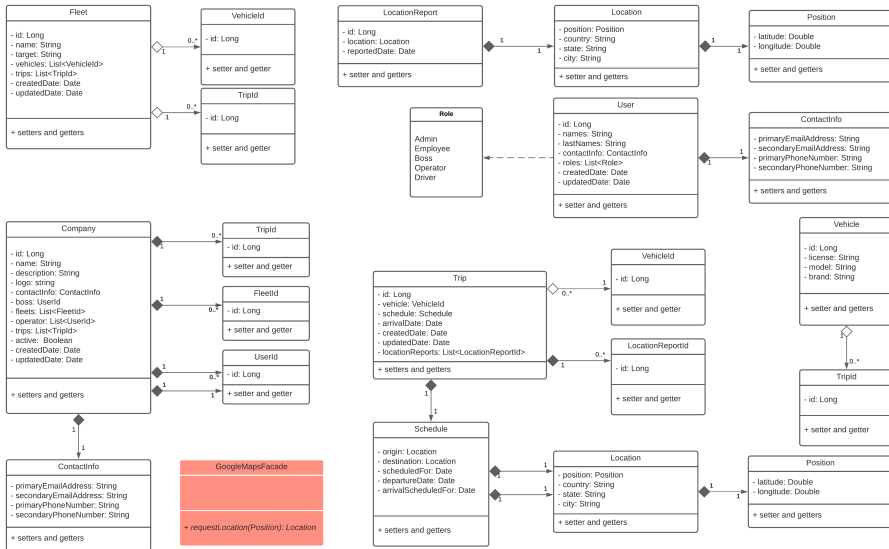 Fleet
- id: Long
- name: String
- target: String
- vehicles: List<VehicleId>
- trips: List<TripId>
- createdDate: Date
- updatedDate: Date
+ setters and getters
1
0..*
1
0..*
VehicleId
- id: Long
+ setter and getter
TripId
- id: Long
+ setter and getter
LocationReport
- id: Long
- location: Location
- reportedDate: Date
+ setter and getters
1
1
Location
- position: Position
- country: String
- state: String
- city: String
+ setter and getters
1
1
Position
- latitude: Double
- longitude: Double
+ setter and getters
Role
Admin
Employee
Boss
Operator
Driver
User
- id: Long
- names: String
- lastNames: String
- contactInfo: ContactInfo
- roles: List<Role>
- createdDate: Date
- updatedDate: Date
+ setter and getters
1
1
ContactInfo
- primaryEmailAddress: String
- secondaryEmailAddress: String
- primaryPhoneNumber: String
- secondaryPhoneNumber: String
+ setter and getters
Company
- id: Long
- name: String
- description: String
- logo: string
- contactInfo: ContactInfo
- boss: UserId
- fleets: List<FleetId>
- operator: List<UserId>
- trips: List<TripId>
- active: Boolean
- createdDate: Date
- updatedDate: Date
+ setters and getters
1
0..*
1
0..*
1
0..*
1
1
1
1
TripId
- id: Long
+ setter and getter
FleetId
- id: Long
+ setter and getter
UserId
- id: Long
+ setter and getter
ContactInfo
- primaryEmailAddress: String
- secondaryEmailAddress: String
- primaryPhoneNumber: String
- secondaryPhoneNumber: String
+ setter and getters
GoogleMapsFacade
+ requestLocation(Position): Location
Trip
- id: Long
- vehicle: VehicleId
- schedule: Schedule
- arrivalDate: Date
- createdDate: Date
- updatedDate: Date
- locationReports: List<LocationReportId>
+ setters and getters
0..*
1
1
0..*
1
1
VehicleId
- id: Long
+ setter and getter
LocationReportId
- id: Long
+ setter and getter
Vehicle
- id: Long
- license: String
- model: String
- brand: String
+ setter and getter
1
0..*
TripId
- id: Long
+ setter and getter
Schedule
- origin: Location
- destination: Location
- scheduledFor: Date
- departureDate: Date
- arrivalScheduledFor: Date
+ setters and getters
1
1
1
1
Location
- position: Position
- country: String
- state: String
- city: String
+ setter and getters
1
1
Position
- latitude: Double
- longitude: Double
+ setter and getters